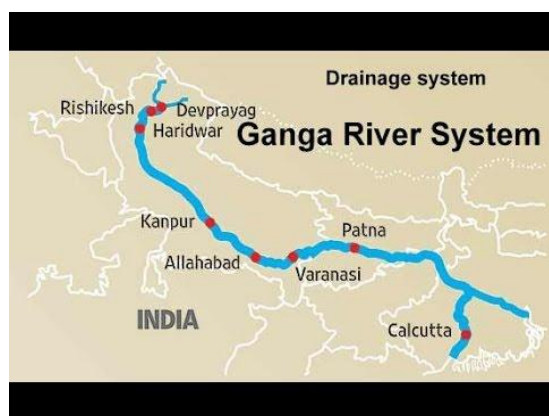 Drainage system
Rishikesh
Devprayag
Haridwar
Ganga River System
Kanpur
Patna
Allahabad
Varanasi
INDIA
Calcutta